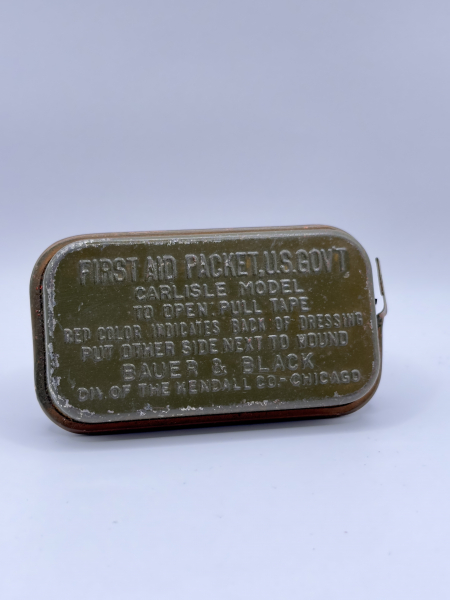 FIRST AID PACKET, U.S. GOV'T.
CARLISLE MODEL
TO OPEN-PULL TAPE
RED COLOR INDICATES BACK OF DRESSING
PUT OTHER SIDE NEXT TO WOUND
BAUER & BLACK
DIV. OF THE KENDALL CO.-CHICAGO